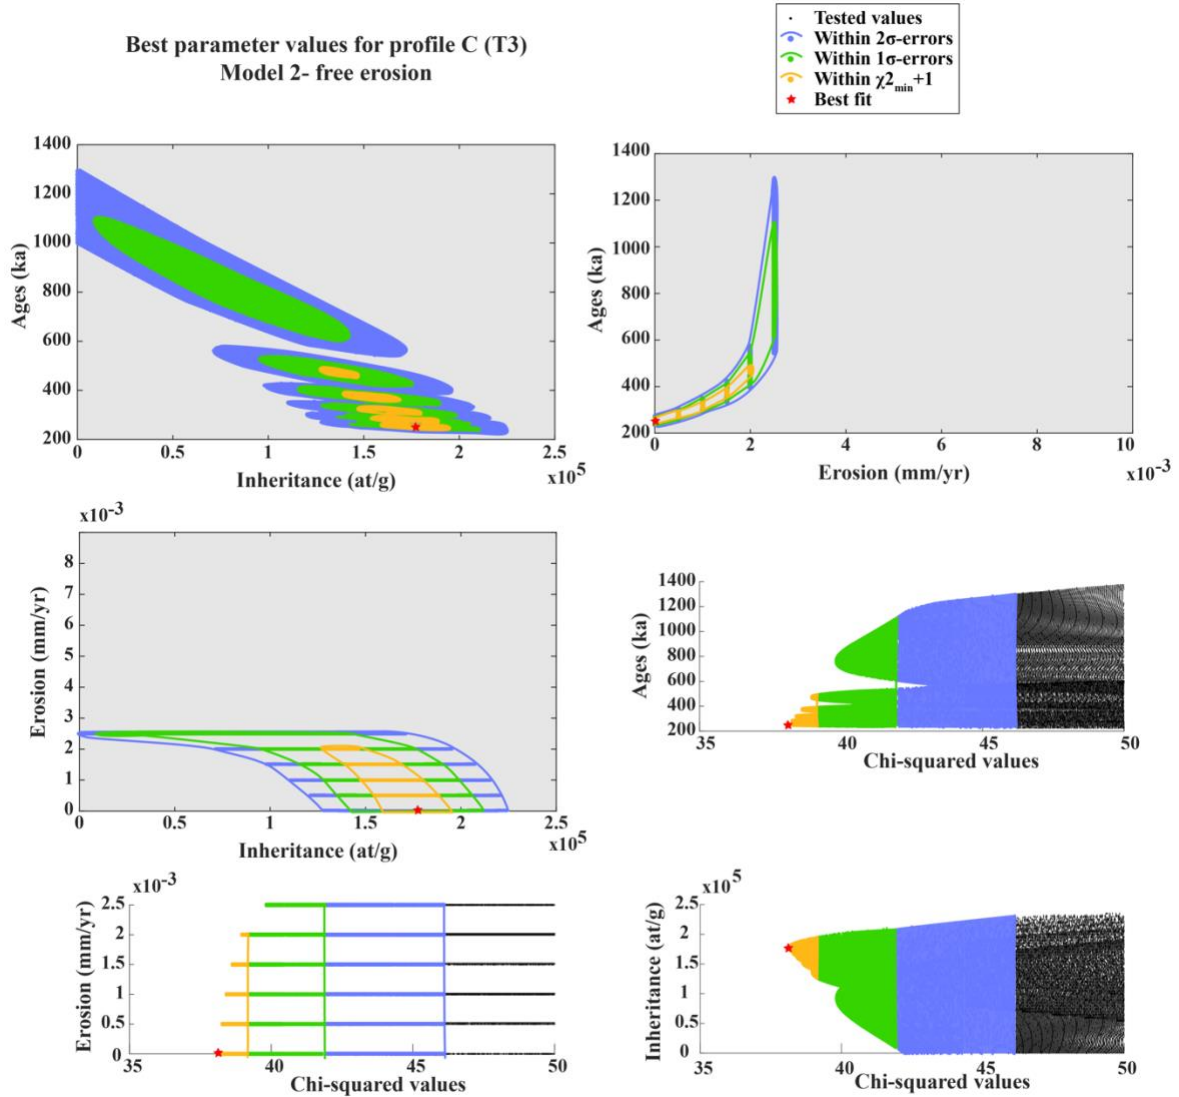 Best parameter values for profile C (T3)
Model 2- free erosion
Tested values
Within 2σ-errors
Within 1σ-errors
Within χ2min+1
Best fit
1400
1200
1000
800
600
400
200
Ages (ka)
0 0.5 1 1.5 2 2.5
Inheritance (at/g)
x10^5
1400
1200
1000
800
600
400
200
Ages (ka)
0 2 4 6 8 10
Erosion (mm/yr)
x10^-3
x10^-3
8
7
6
5
4
3
2
1
0
Erosion (mm/yr)
0 0.5 1 1.5 2 2.5
Inheritance (at/g)
x10^5
1400
1200
1000
800
600
400
200
Ages (ka)
35 40 45 50
Chi-squared values
x10^-3
2.5
2
1.5
1
0.5
0
Erosion (mm/yr)
35 40 45 50
Chi-squared values
x10^5
2
1.5
1
0.5
0
Inheritance (at/g)
35 40 45 50
Chi-squared values